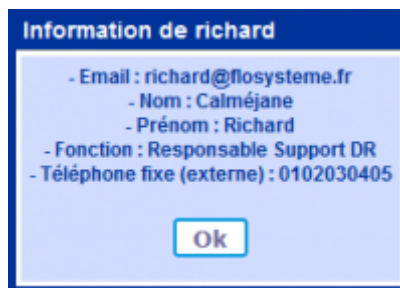 Information de richard
- Email : richard@flosysteme.fr
- Nom : Calméjane
- Prénom : Richard
- Fonction : Responsable Support DR
- Téléphone fixe (externe) : 0102030405
Ok